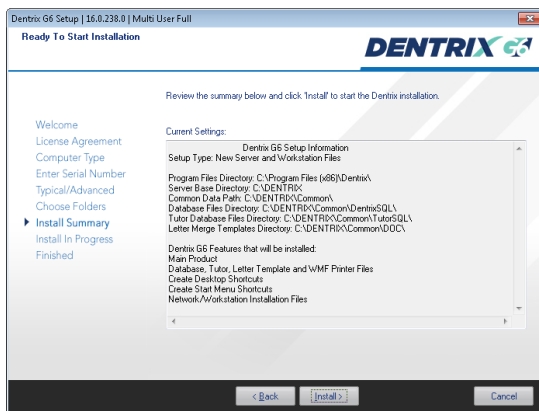 Dentrix G6 Setup | 16.0.238.0 | Multi User Full
Ready To Start Installation
DENTRIX G6
Review the summary below and click 'Install' to start the Dentrix installation.
Welcome
License Agreement
Computer Type
Enter Serial Number
Typical/Advanced
Choose Folders
Install Summary
Install In Progress
Finished
Current Settings:
Dentrix G6 Setup Information
Setup Type: New Server and Workstation Files
Program Files Directory: C:\Program Files (x86)\Dentrix\
Server Base Directory: C:\DENTRIX
Common Data Path: C:\DENTRIX\Common\
Database Files Directory: C:\DENTRIX\Common\DentrixSQL\
Tutor Database Files Directory: C:\DENTRIX\Common\TutorSQL\
Letter Merge Templates Directory: C:\DENTRIX\Common\DOC\
Dentrix G6 Features that will be installed:
Main Product
Database, Tutor, Letter Template and WMF Printer Files
Create Desktop Shortcuts
Create Start Menu Shortcuts
Network/Workstation Installation Files
< Back
Install >
Cancel